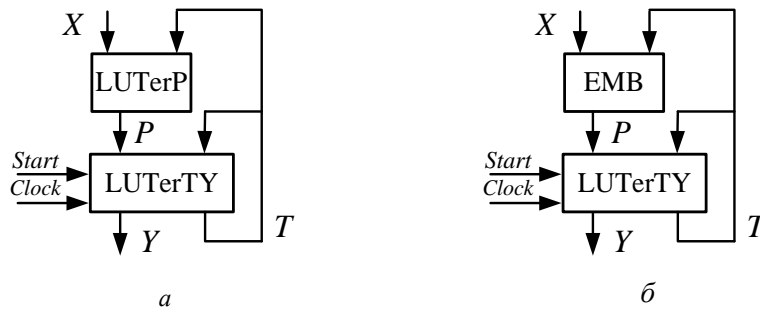 X X
LUTerP EMB
P P
Start Start
Clock Clock
LUTerTY LUTerTY
Y T Y T
а б